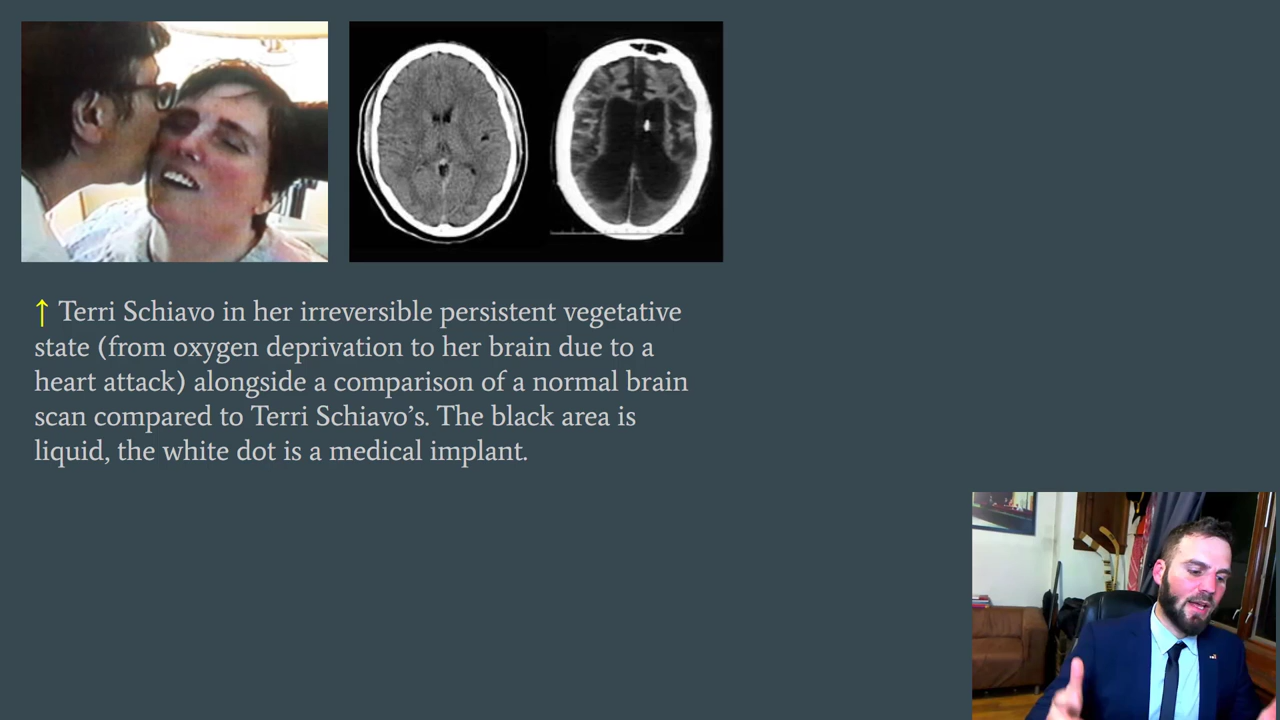 ↑ Terri Schiavo in her irreversible persistent vegetative
state (from oxygen deprivation to her brain due to a
heart attack) alongside a comparison of a normal brain
scan compared to Terri Schiavo’s. The black area is
liquid, the white dot is a medical implant.